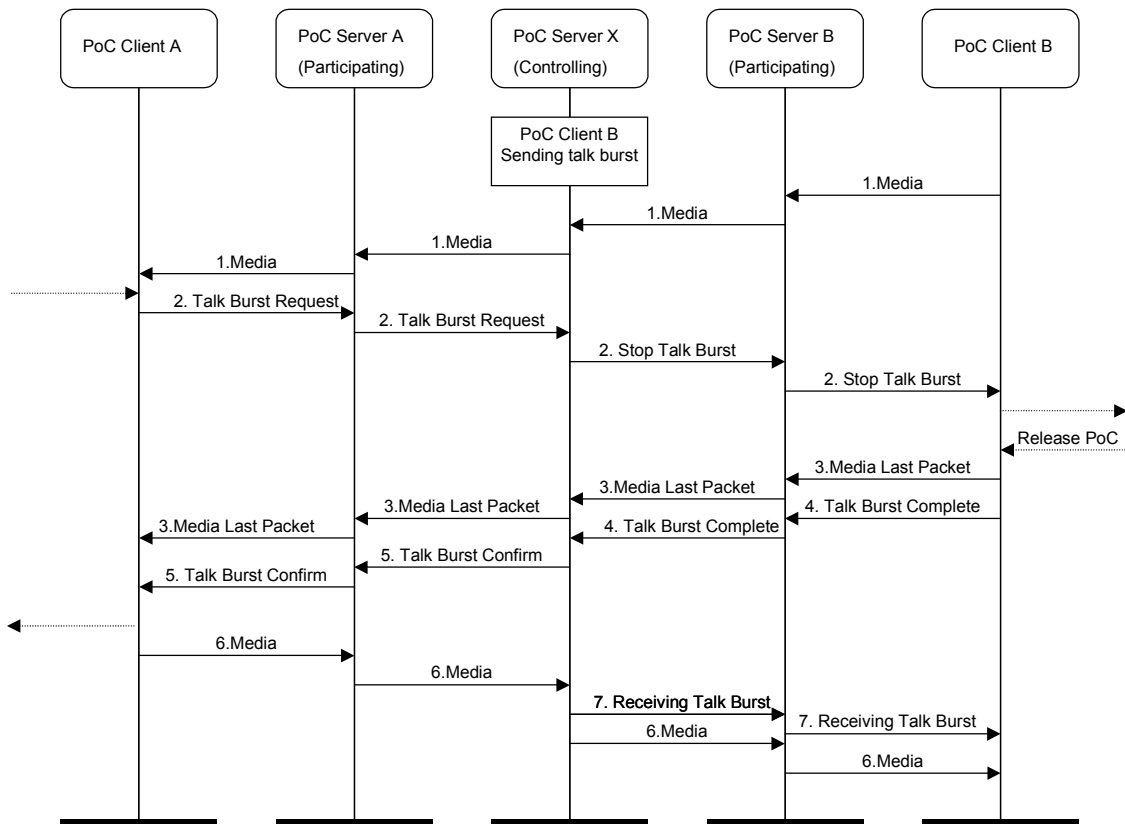 PoC Client A
PoC Server A
(Participating)
PoC Server X
(Controlling)
PoC Server B
(Participating)
PoC Client B
PoC Client B
Sending talk burst
1.Media
1.Media
1.Media
1.Media
2. Talk Burst Request
2. Talk Burst Request
2. Stop Talk Burst
2. Stop Talk Burst
Release PoC
3.Media Last Packet
3.Media Last Packet
4. Talk Burst Complete
3.Media Last Packet
3.Media Last Packet
4. Talk Burst Complete
5. Talk Burst Confirm
5. Talk Burst Confirm
6.Media
6.Media
7. Receiving Talk Burst
7. Receiving Talk Burst
6.Media
6.Media